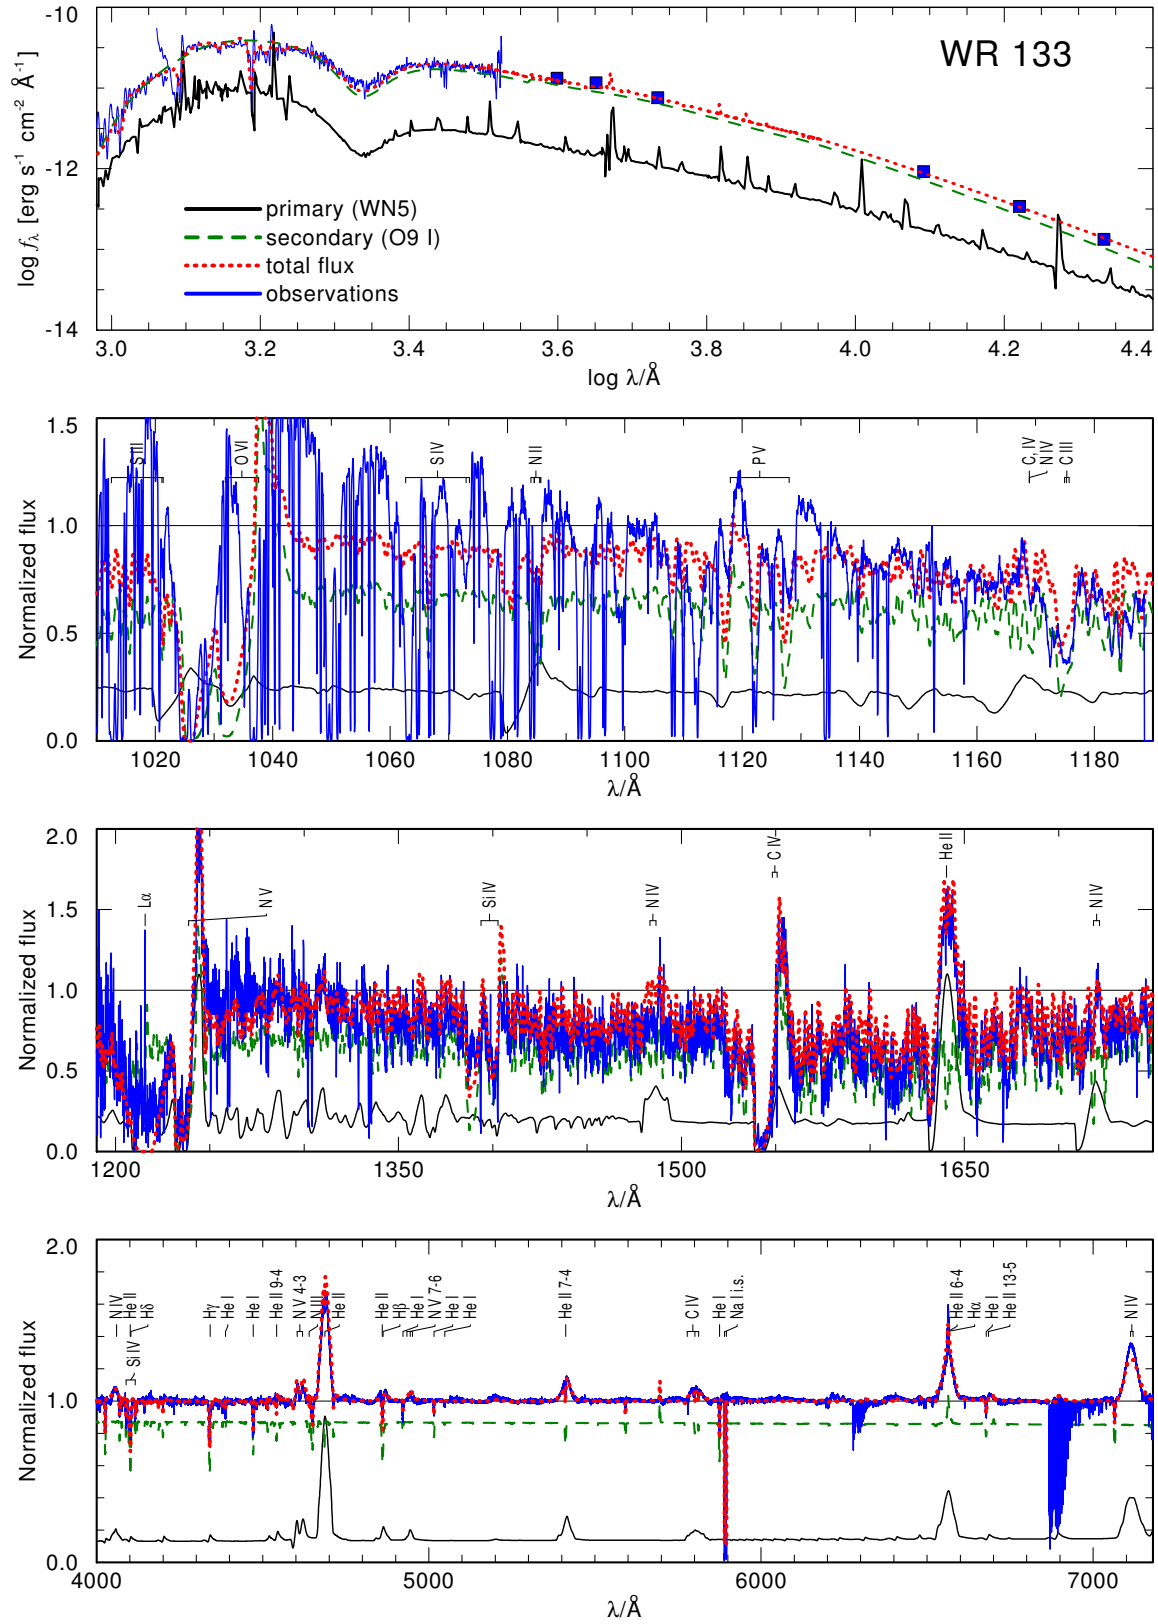 WR 133
log fλ [erg s-1 cm-2 Å-1]
-10
-12
-14
primary (WN5)
secondary (O9 I)
total flux
observations
3.0 3.2 3.4 3.6 3.8 4.0 4.2 4.4
log λ/Å
Normalized flux
1.5
1.0
0.5
0.0
S III O VI S IV N II P V C, IV N IV C III
1020 1040 1060 1080 1100 1120 1140 1160 1180
λ/Å
Normalized flux
2.0
1.5
1.0
0.5
0.0
Lα N V Si IV N IV C IV He II N IV
1200 1350 1500 1650
λ/Å
Normalized flux
2.0
1.0
0.0
N IV He II Hδ Si IV Hγ He I He I He II 9-4 N V 4-3 N III He II He II Hβ He I N V 7-6 He I He I He II 7-4 C IV He I Na I i.s. He II 6-4 Hα He I He II 13-5 N IV
4000 5000 6000 7000
λ/Å